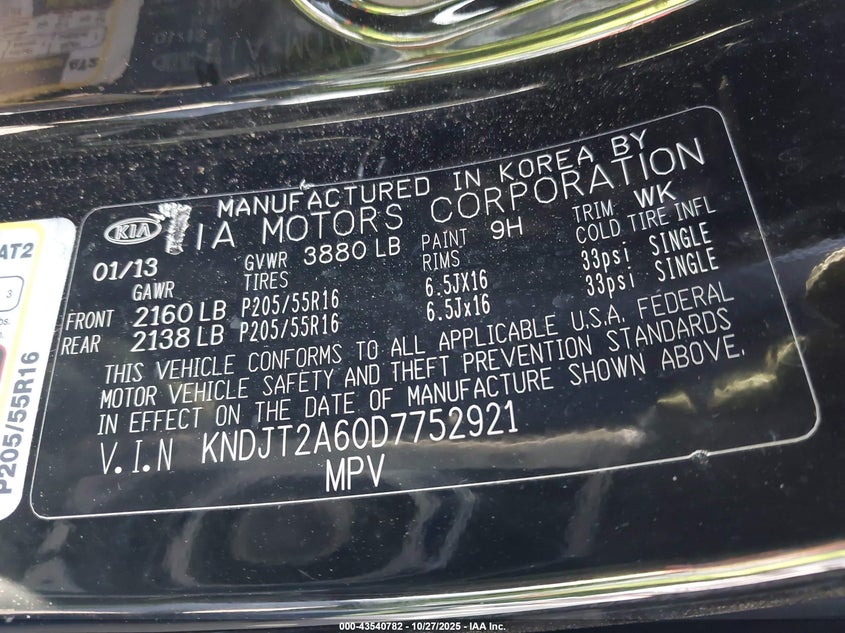 MANUFACTURED IN KOREA BY
KIA IA MOTORS CORPORATION
01/13 GVWR 3880 LB PAINT 9H TRIM WK
GAWR TIRES RIMS COLD TIRE INFL
FRONT 2160 LB P205/55R16 6.5JX16 33psi SINGLE
REAR 2138 LB P205/55R16 6.5Jx16 33psi SINGLE
THIS VEHICLE CONFORMS TO ALL APPLICABLE U.S.A. FEDERAL
MOTOR VEHICLE SAFETY AND THEFT PREVENTION STANDARDS
IN EFFECT ON THE DATE OF MANUFACTURE SHOWN ABOVE.
V.I.N KNDJT2A60D7752921
MPV
AT2
3
P205/55R16
000-43540782 - 10/27/2025 - IAA Inc.